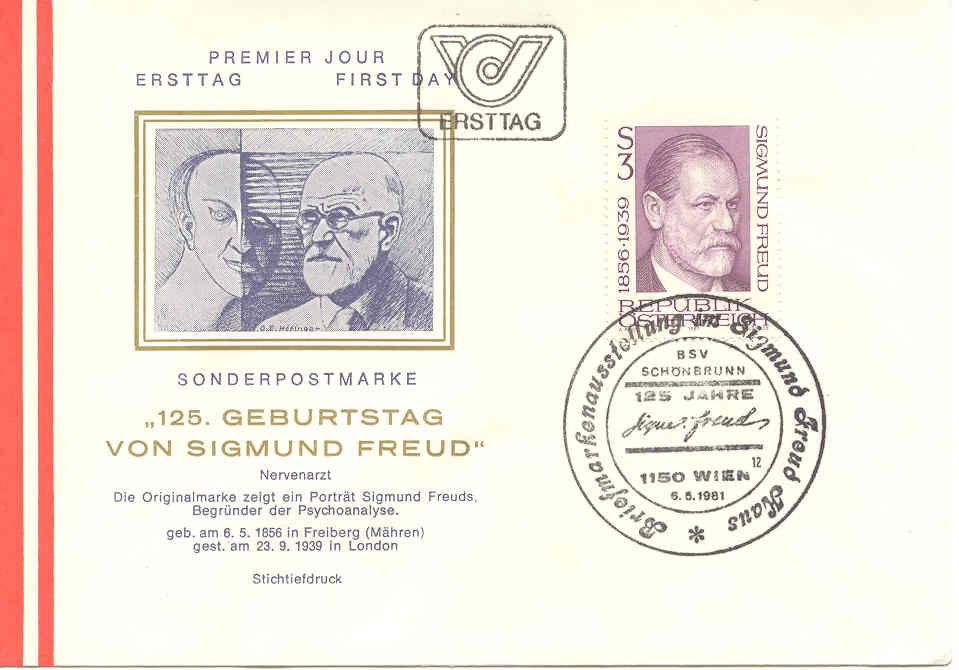 PREMIER JOUR
ERSTTAG FIRST DAY
ERSTTAG
SONDERPOSTMARKE
„125. GEBURTSTAG
VON SIGMUND FREUD“
Nervenarzt
Die Originalmarke zeigt ein Porträt Sigmund Freuds,
Begründer der Psychoanalyse.
geb. am 6. 5. 1856 in Freiberg (Mähren)
gest. am 23. 9. 1939 in London
Stichtiefdruck
S 3
1856·1939
SIGMUND FREUD
REPUBLIK
ÖSTERREICH
Briefmarkenausstellung im Sigmund Freud Haus
BSV
SCHÖNBRUNN
125 JAHRE
Sigm. Freud
12
1150 WIEN
6.5.1981